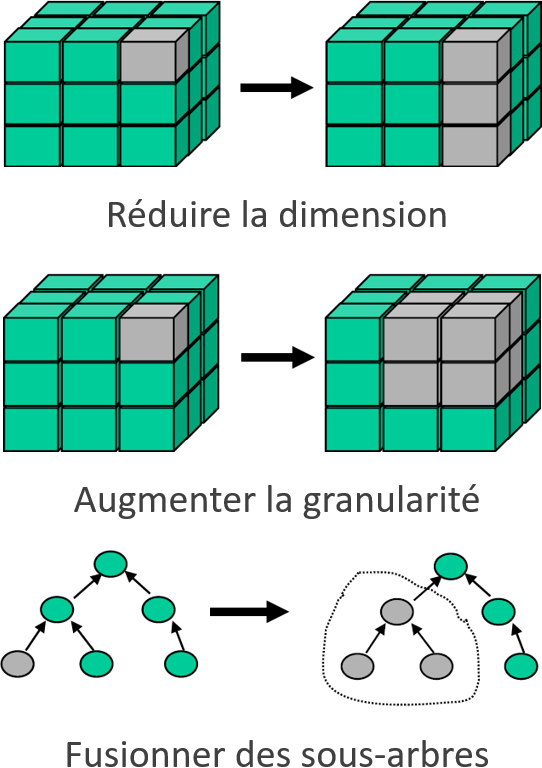 Réduire la dimension
Augmenter la granularité
Fusionner des sous-arbres